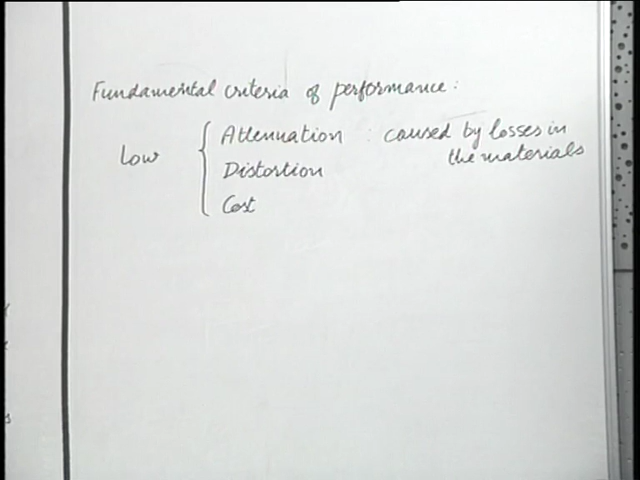 Fundamental criteria of performance:
Low { Attenuation : caused by losses in
the materials
Distortion
Cost